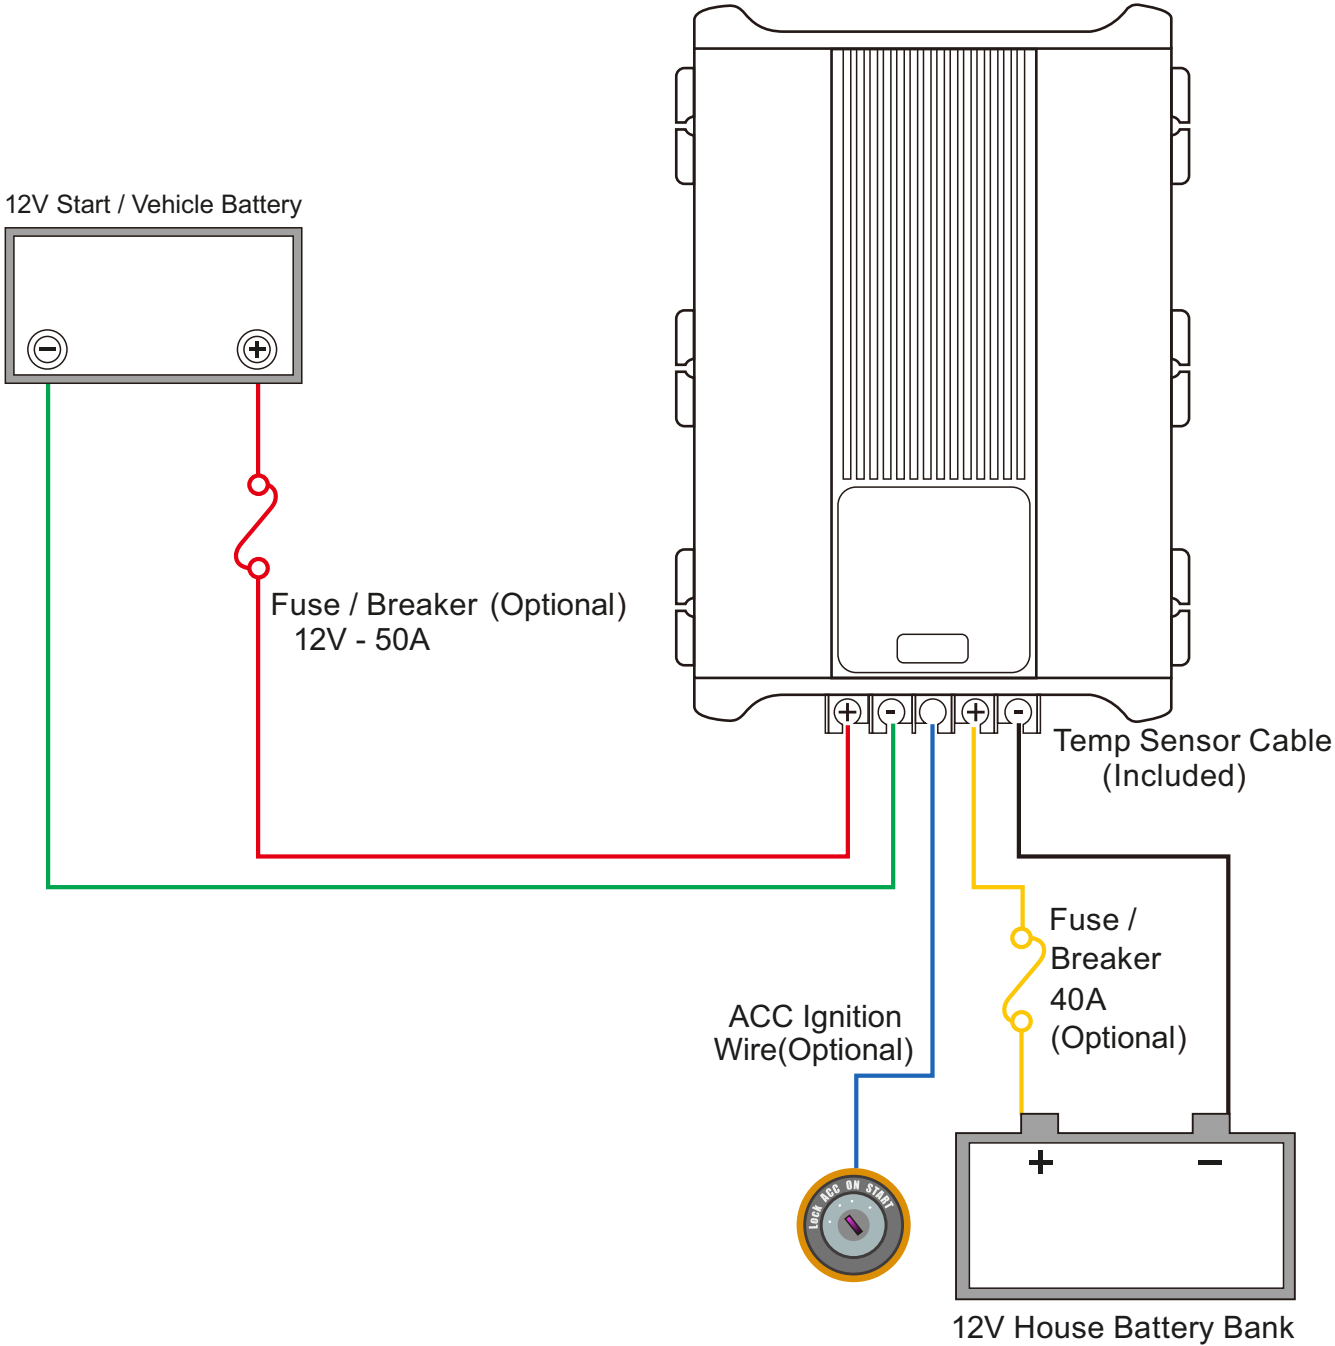 12V Start / Vehicle Battery
− +
Fuse / Breaker (Optional)
12V - 50A
+ - + -
Temp Sensor Cable
(Included)
Fuse /
Breaker
40A
(Optional)
ACC Ignition
Wire(Optional)
LOCK ACC ON START
+ −
12V House Battery Bank